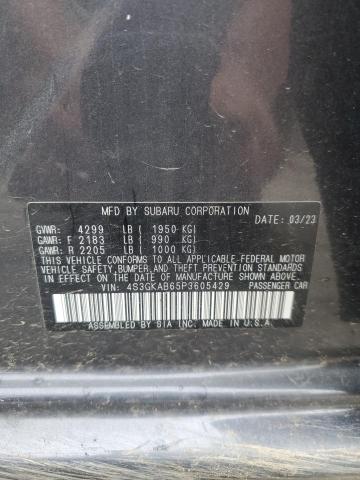 MFD BY SUBARU CORPORATION
DATE: 03/23
GVWR: 4299 LB ( 1950 KG)
GAWR: F 2183 LB ( 990 KG)
GAWR: R 2205 LB ( 1000 KG)
THIS VEHICLE CONFORMS TO ALL APPLICABLE FEDERAL MOTOR
VEHICLE SAFETY, BUMPER, AND THEFT PREVENTION STANDARDS
IN EFFECT ON THE DATE OF MANUFACTURE SHOWN ABOVE.
VIN: 4S3GKAB65P3605429 PASSENGER CAR
ASSEMBLED BY SIA INC. MADE IN U.S.A.